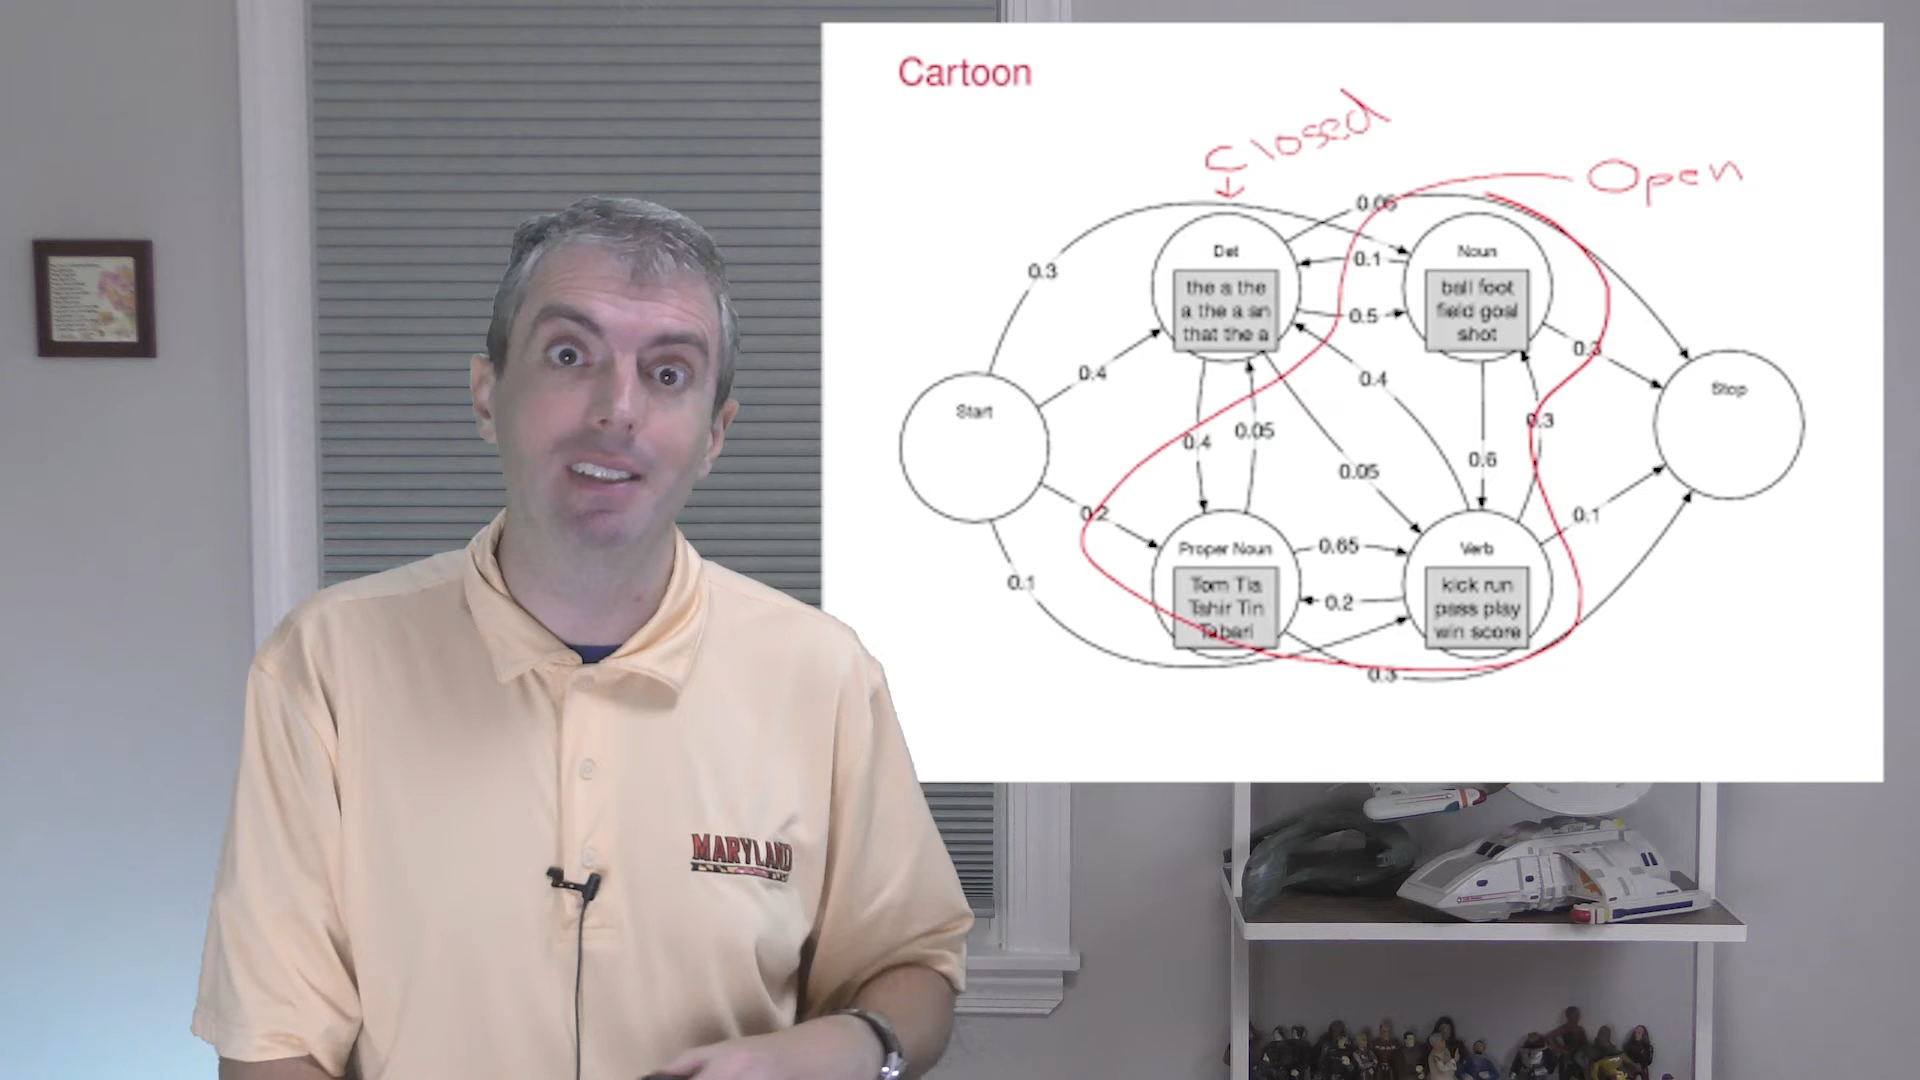 Cartoon
Closed
Open
0.05
Det
Noun
0.1
0.3
the a the
a the a an
that the a
ball foot
field goal
shot
0.5
0.3
0.4
0.4
Stop
Start
0.3
0.4
0.05
0.6
0.05
0.2
0.1
Proper Noun
0.65
Verb
0.1
Tom Tia
Tahir Tin
Tabari
kick run
pass play
win score
0.2
0.3
MARYLAND